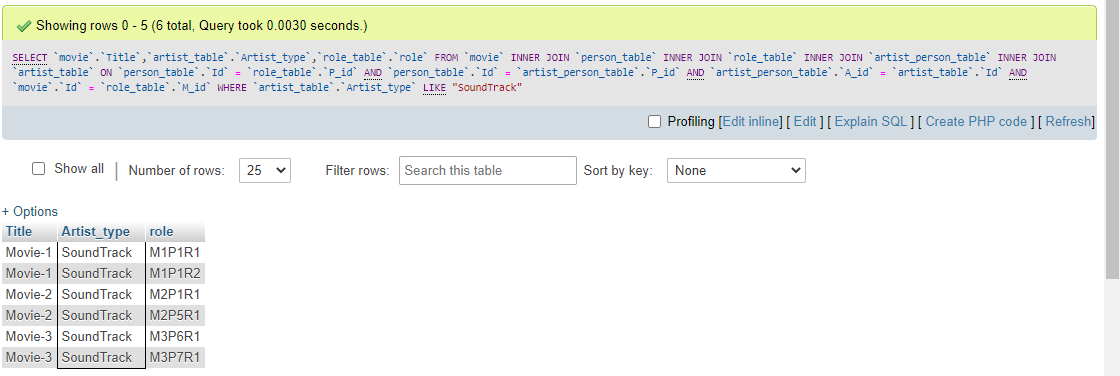 Showing rows 0 - 5 (6 total, Query took 0.0030 seconds.)
SELECT `movie`.`Title`,`artist_table`.`Artist_type`,`role_table`.`role` FROM `movie` INNER JOIN `person_table` INNER JOIN `role_table` INNER JOIN `artist_person_table` INNER JOIN
`artist_table` ON `person_table`.`Id` = `role_table`.`P_id` AND `person_table`.`Id` = `artist_person_table`.`P_id` AND `artist_person_table`.`A_id` = `artist_table`.`Id` AND
`movie`.`Id` = `role_table`.`M_id` WHERE `artist_table`.`Artist_type` LIKE "SoundTrack"
Profiling [Edit inline] [ Edit ] [ Explain SQL ] [ Create PHP code ] [ Refresh]
Show all | Number of rows: 25 Filter rows: Search this table Sort by key: None
+ Options
Title Artist_type role
Movie-1 SoundTrack M1P1R1
Movie-1 SoundTrack M1P1R2
Movie-2 SoundTrack M2P1R1
Movie-2 SoundTrack M2P5R1
Movie-3 SoundTrack M3P6R1
Movie-3 SoundTrack M3P7R1